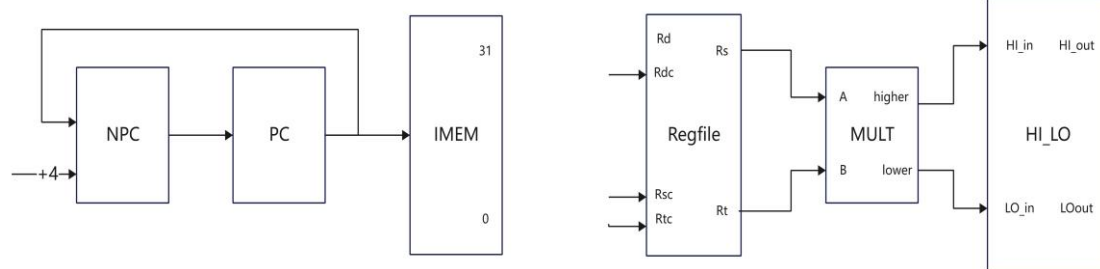 +4
NPC
PC
31
IMEM
0
Rd
Rdc
Rs
Regfile
Rsc
Rtc
Rt
A
higher
MULT
B
lower
HI_in
HI_out
HI_LO
LO_in
LOout